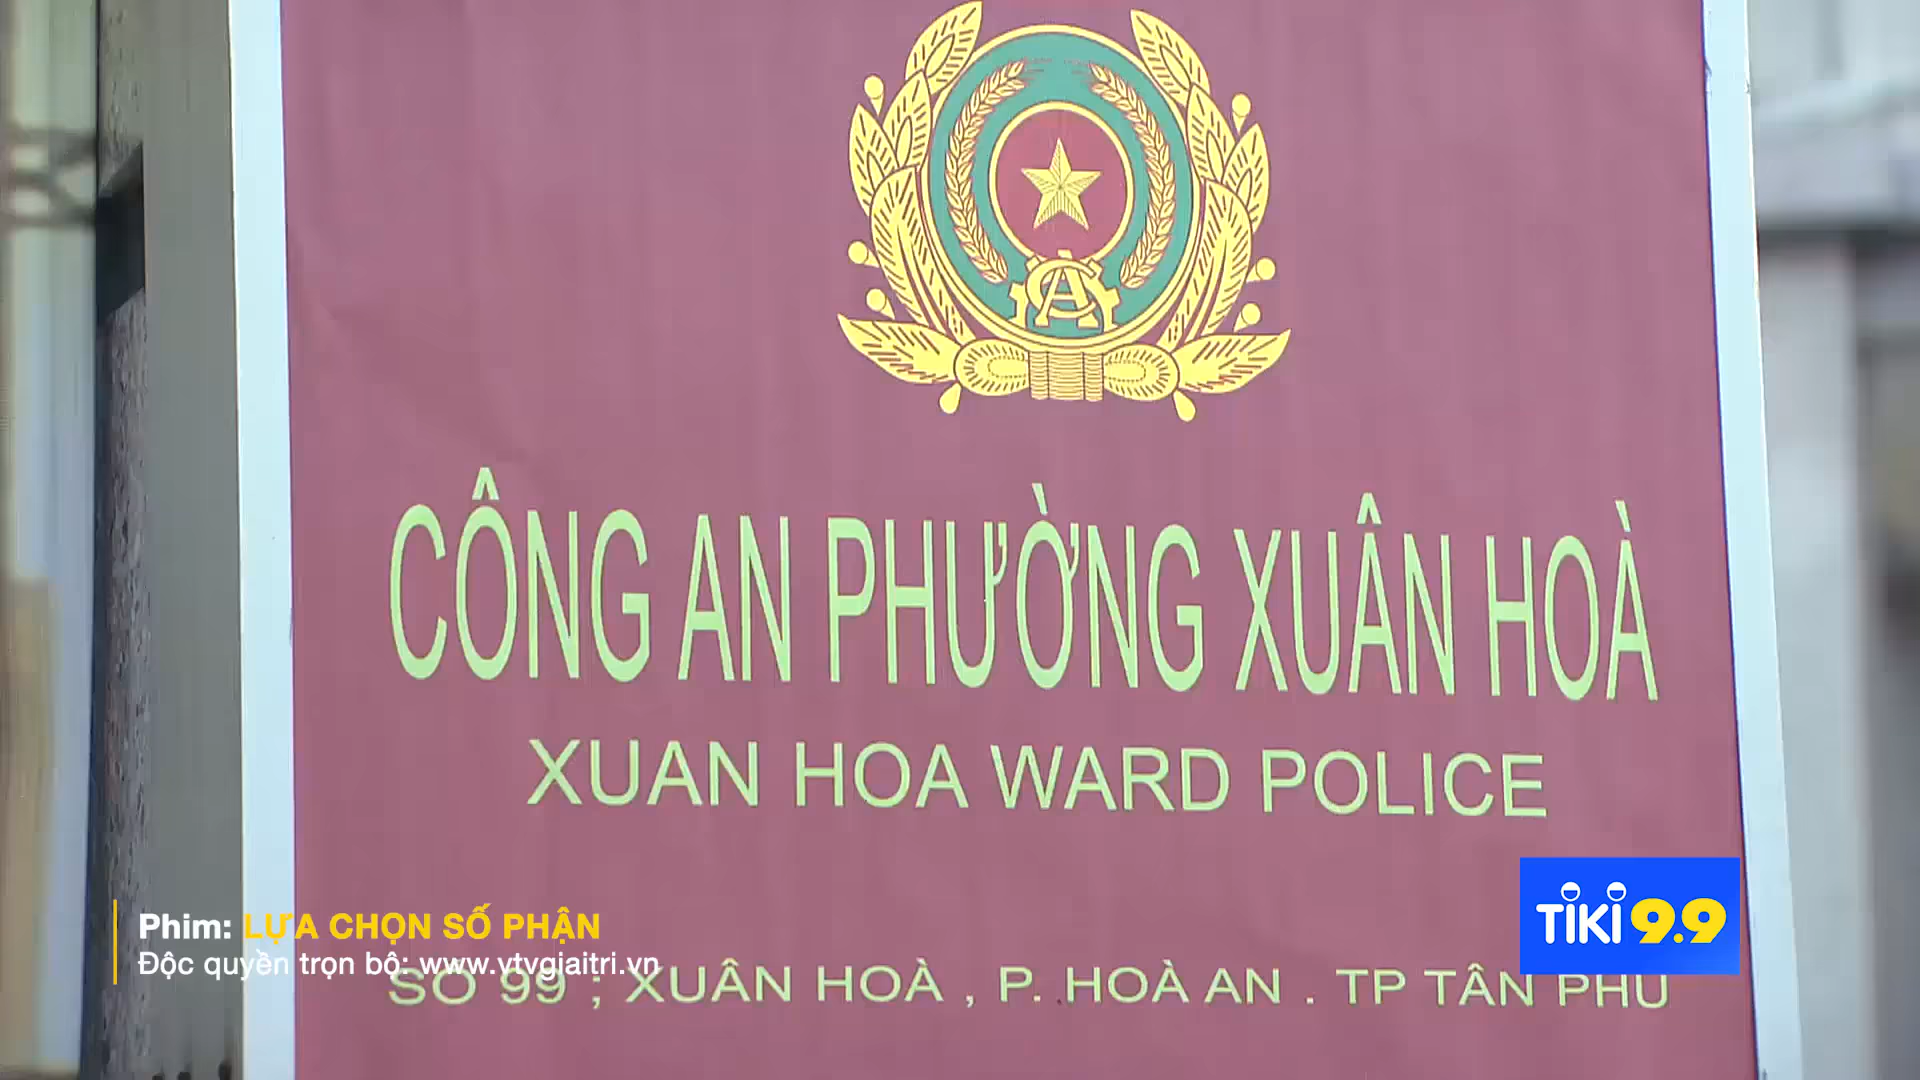 CÔNG AN PHƯỜNG XUÂN HOÀ
XUAN HOA WARD POLICE
SỐ 99 ; XUÂN HOÀ , P. HOÀ AN . TP TÂN PHÚ
Phim: LỰA CHỌN SỐ PHẬN
Độc quyền trọn bộ: www.vtvgiaitri.vn
TIKI 9.9